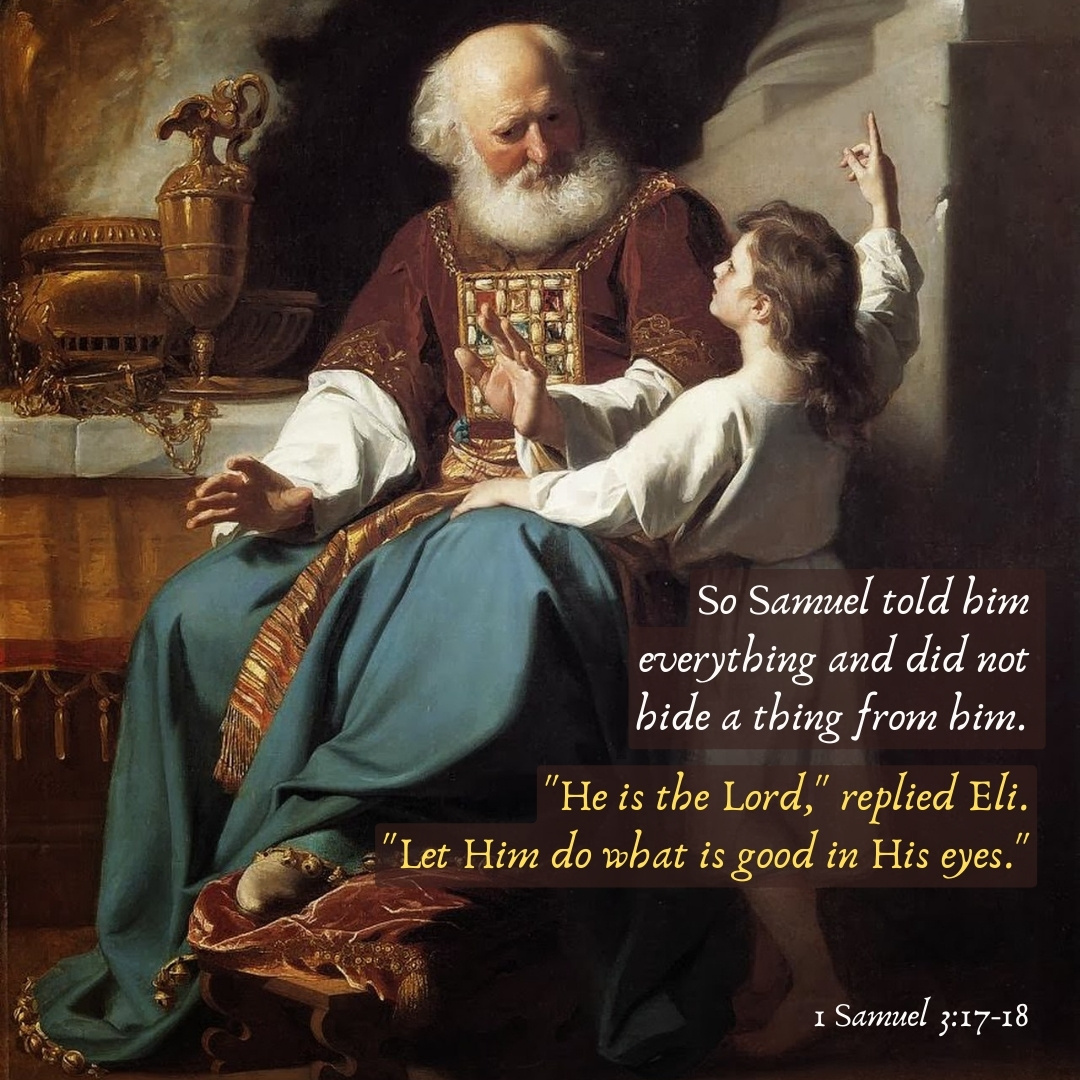 So Samuel told him
everything and did not
hide a thing from him.
"He is the Lord," replied Eli.
"Let Him do what is good in His eyes."
1 Samuel 3:17-18